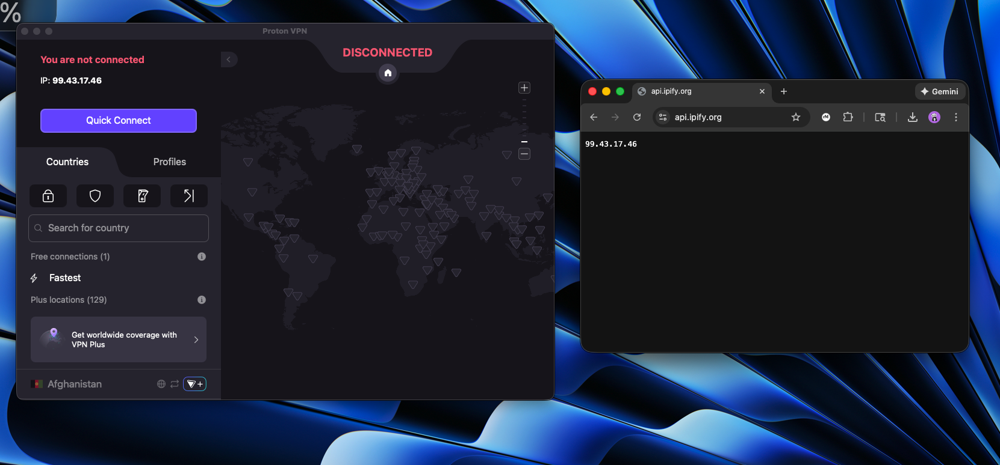 %
Proton VPN
You are not connected
IP: 99.43.17.46
Quick Connect
Countries
Profiles
Search for country
Free connections (1)
Fastest
Plus locations (129)
Get worldwide coverage with
VPN Plus
Afghanistan
+
DISCONNECTED
api.ipify.org
Gemini
api.ipify.org
99.43.17.46